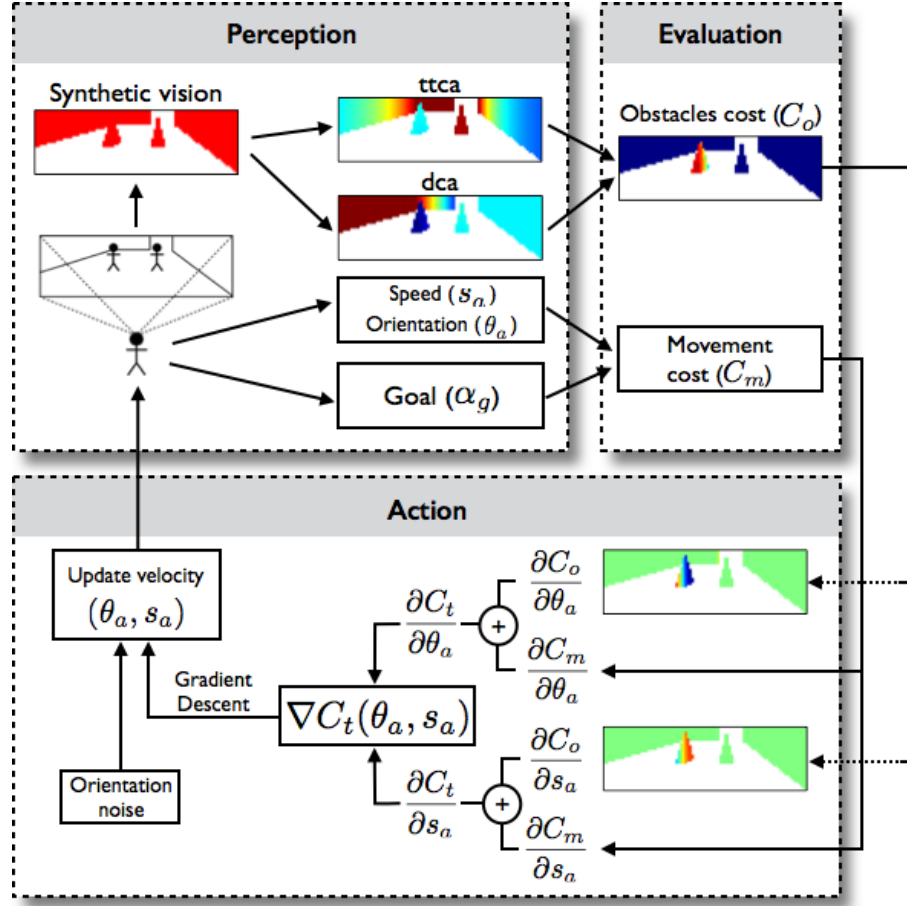 Perception
Synthetic vision
ttca
dca
Speed (s_a)
Orientation (θ_a)
Goal (α_g)
Evaluation
Obstacles cost (C_o)
Movement
cost (C_m)
Action
Update velocity
(θ_a, s_a)
Gradient
Descent
Orientation
noise
∇C_t(θ_a, s_a)
∂C_t
∂θ_a
+
∂C_o
∂θ_a
∂C_m
∂θ_a
∂C_t
∂s_a
+
∂C_o
∂s_a
∂C_m
∂s_a